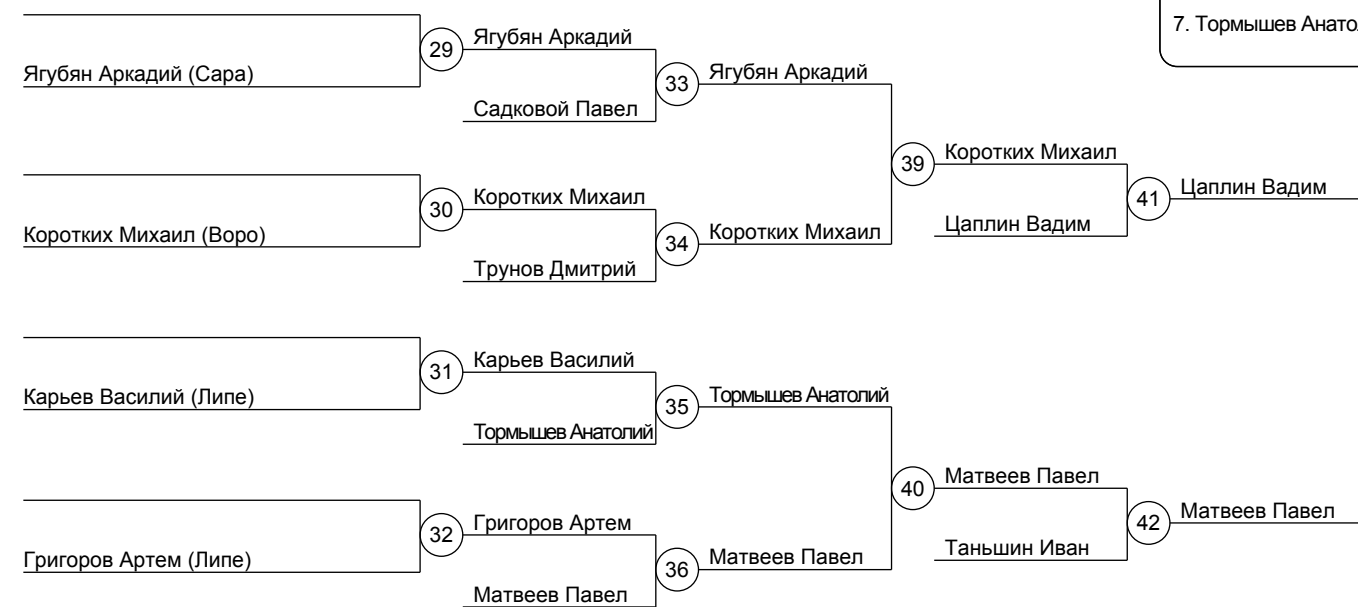 7. Тормышев Анато
29
Ягубян Аркадий
Ягубян Аркадий (Сара)
33
Ягубян Аркадий
Садковой Павел
39
Коротких Михаил
30
Коротких Михаил
41
Цаплин Вадим
Коротких Михаил (Воро)
34
Коротких Михаил
Цаплин Вадим
Трунов Дмитрий
31
Карьев Василий
Карьев Василий (Липе)
35
Тормышев Анатолий
Тормышев Анатолий
40
Матвеев Павел
32
Григоров Артем
42
Матвеев Павел
Григоров Артем (Липе)
36
Матвеев Павел
Таньшин Иван
Матвеев Павел